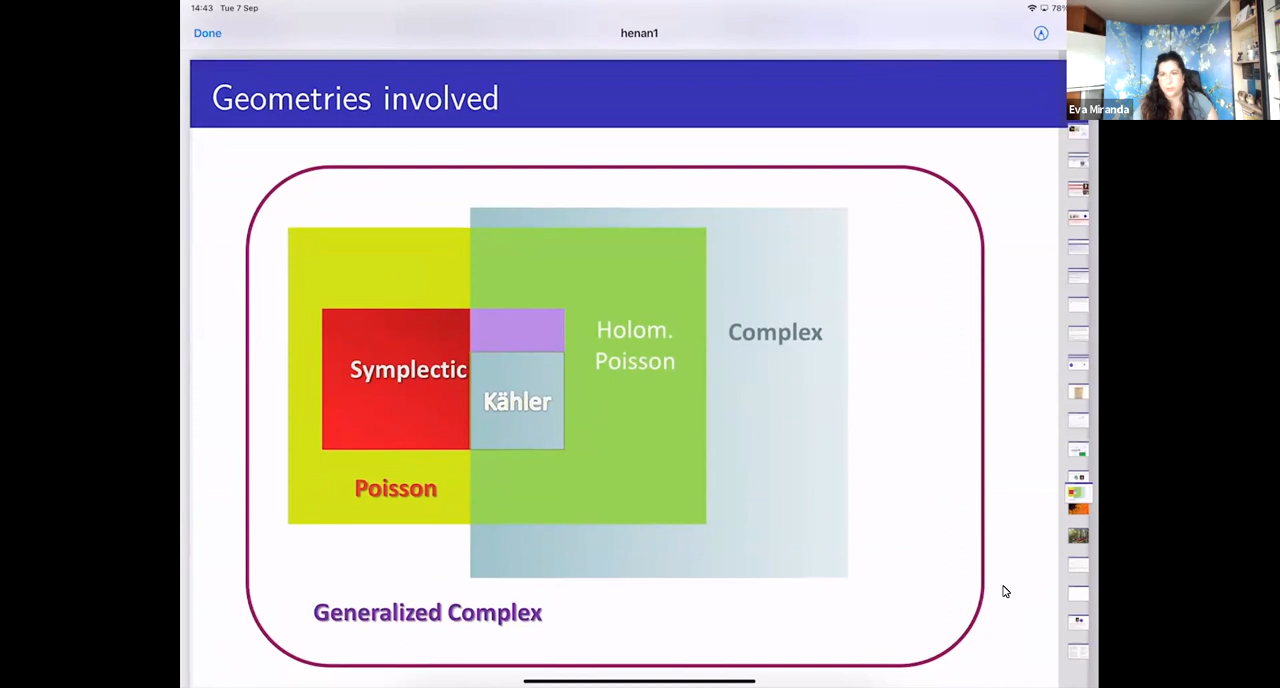 14:43 Tue 7 Sep
78%
Done
henan1
Eva Miranda
Geometries involved
Holom.
Poisson
Complex
Symplectic
Kähler
Poisson
Generalized Complex